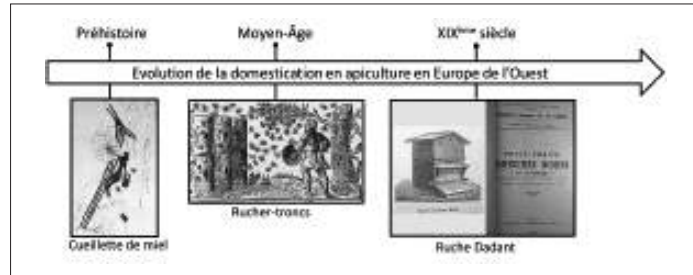 Préhistoire
Moyen-Âge
XIXième siècle
Evolution de la domestication en apiculture en Europe de l'Ouest
Cueillette de miel
Rucher-troncs
Ruche Dadant